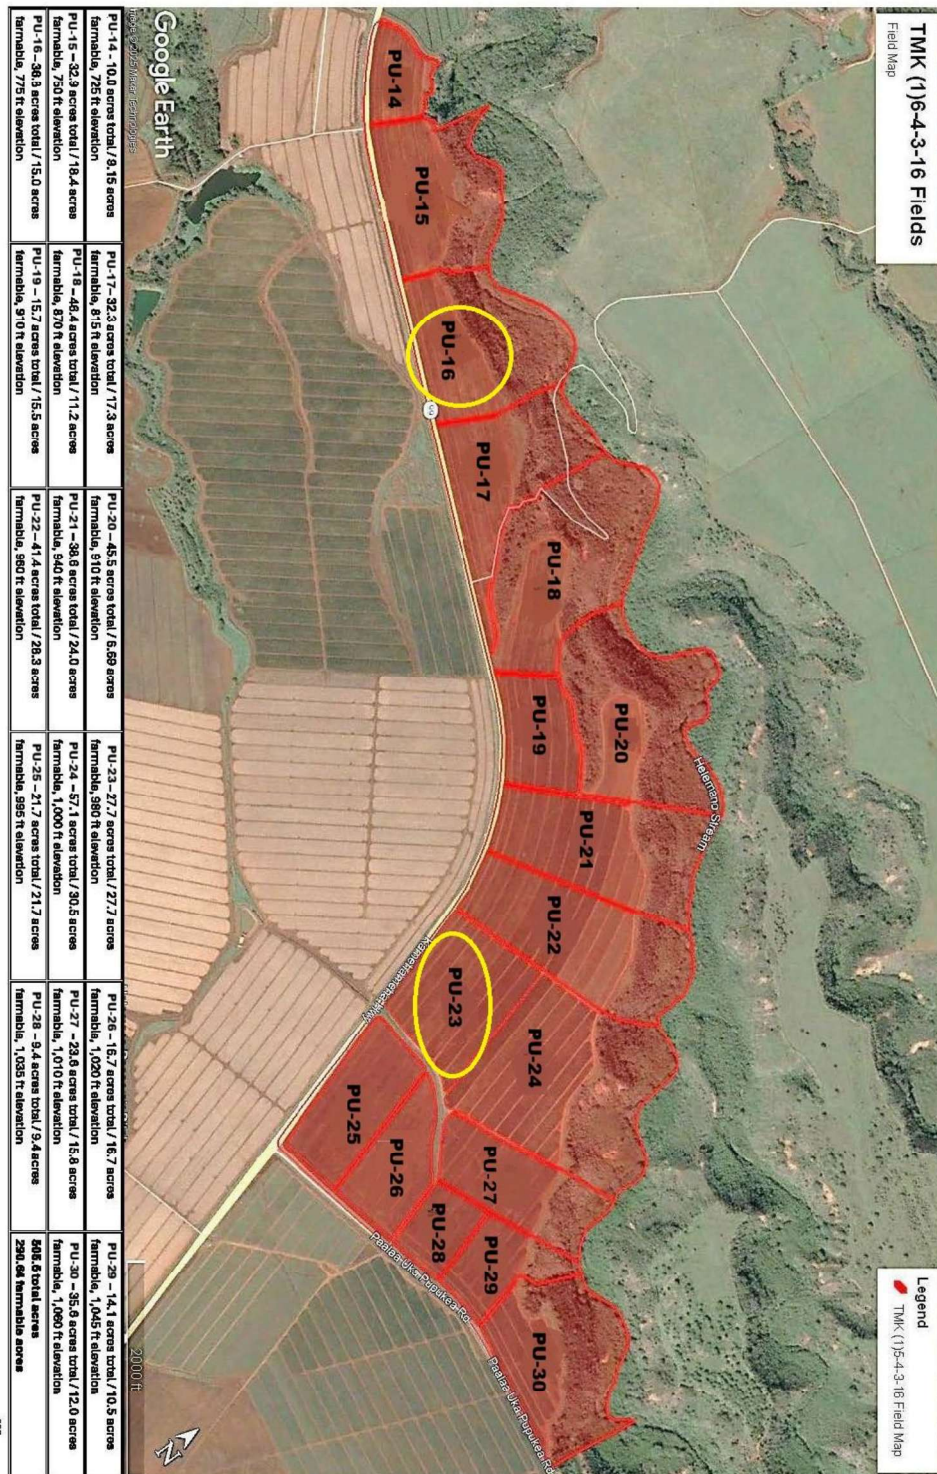 TMK (1)6-4-3-16 Fields
Field Map
Legend
TMK (1)5-4-3-16 Field Map
PU-14
PU-15
PU-16
PU-17
PU-18
PU-19
PU-20
PU-21
PU-22
PU-23
PU-24
PU-25
PU-26
PU-27
PU-28
PU-29
PU-30
Helemano Stream
99
Kamehameha Hwy
Paalaa Uka Pupukea Rd
Paalaa Uka Pupukea Rd
Google Earth
Image © 2025 Maxar Technologies
2000 ft
N
PU-14 – 10.0 acres total / 9.15 acres
farmable, 725 ft elevation
PU-15 – 32.9 acres total / 18.4 acres
farmable, 750 ft elevation
PU-16 – 38.8 acres total / 15.0 acres
farmable, 775 ft elevation
PU-17 – 32.3 acres total / 17.3 acres
farmable, 815 ft elevation
PU-18 – 46.4 acres total / 11.2 acres
farmable, 870 ft elevation
PU-19 – 15.7 acres total / 15.5 acres
farmable, 910 ft elevation
PU-20 – 45.5 acres total / 6.59 acres
farmable, 910 ft elevation
PU-21 – 38.6 acres total / 24.0 acres
farmable, 940 ft elevation
PU-22 – 41.4 acres total / 28.3 acres
farmable, 960 ft elevation
PU-23 – 27.7 acres total / 27.7 acres
farmable, 980 ft elevation
PU-24 – 57.1 acres total / 30.5 acres
farmable, 1,000 ft elevation
PU-25 – 21.7 acres total / 21.7 acres
farmable, 995 ft elevation
PU-26 – 16.7 acres total / 16.7 acres
farmable, 1,020 ft elevation
PU-27 – 23.6 acres total / 15.8 acres
farmable, 1,010 ft elevation
PU-28 – 9.4 acres total / 9.4 acres
farmable, 1,035 ft elevation
PU-29 – 14.1 acres total / 10.5 acres
farmable, 1,045 ft elevation
PU-30 – 35.6 acres total / 12.0 acres
farmable, 1,060 ft elevation
total acres
290.64 farmable acres